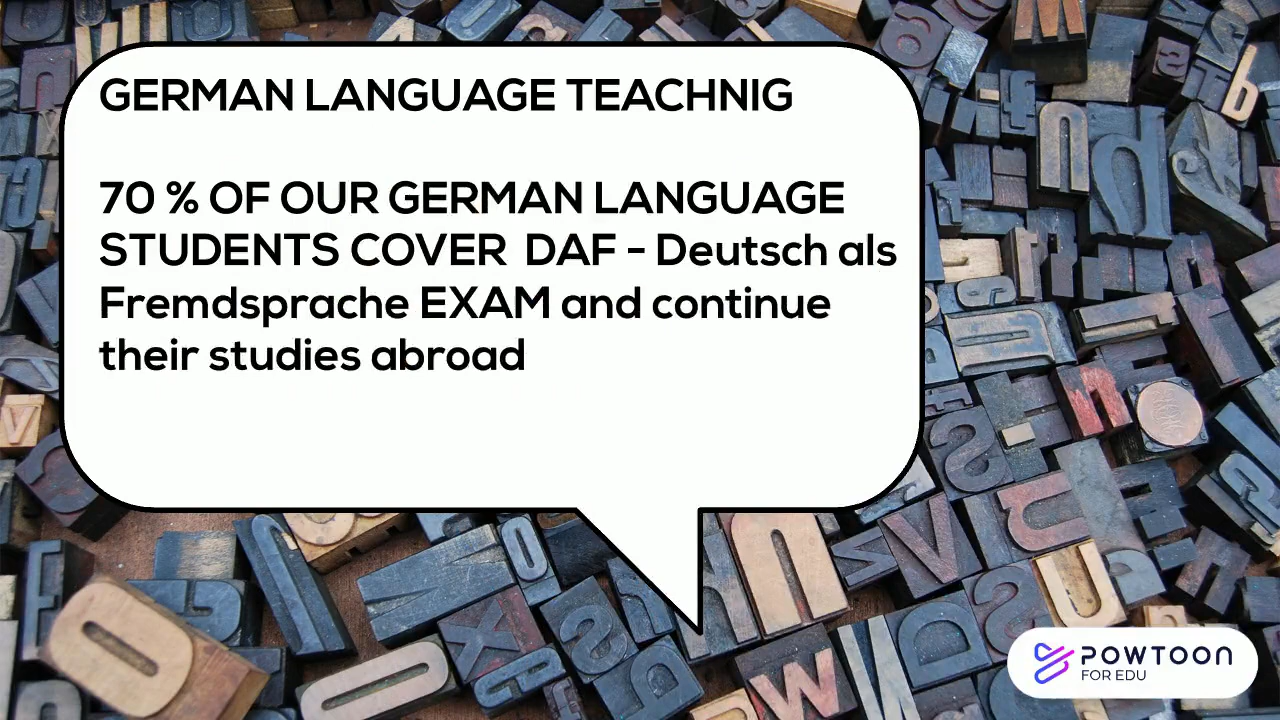 GERMAN LANGUAGE TEACHNIG
70 % OF OUR GERMAN LANGUAGE
STUDENTS COVER DAF - Deutsch als
Fremdsprache EXAM and continue
their studies abroad
POWTOON
FOR EDU